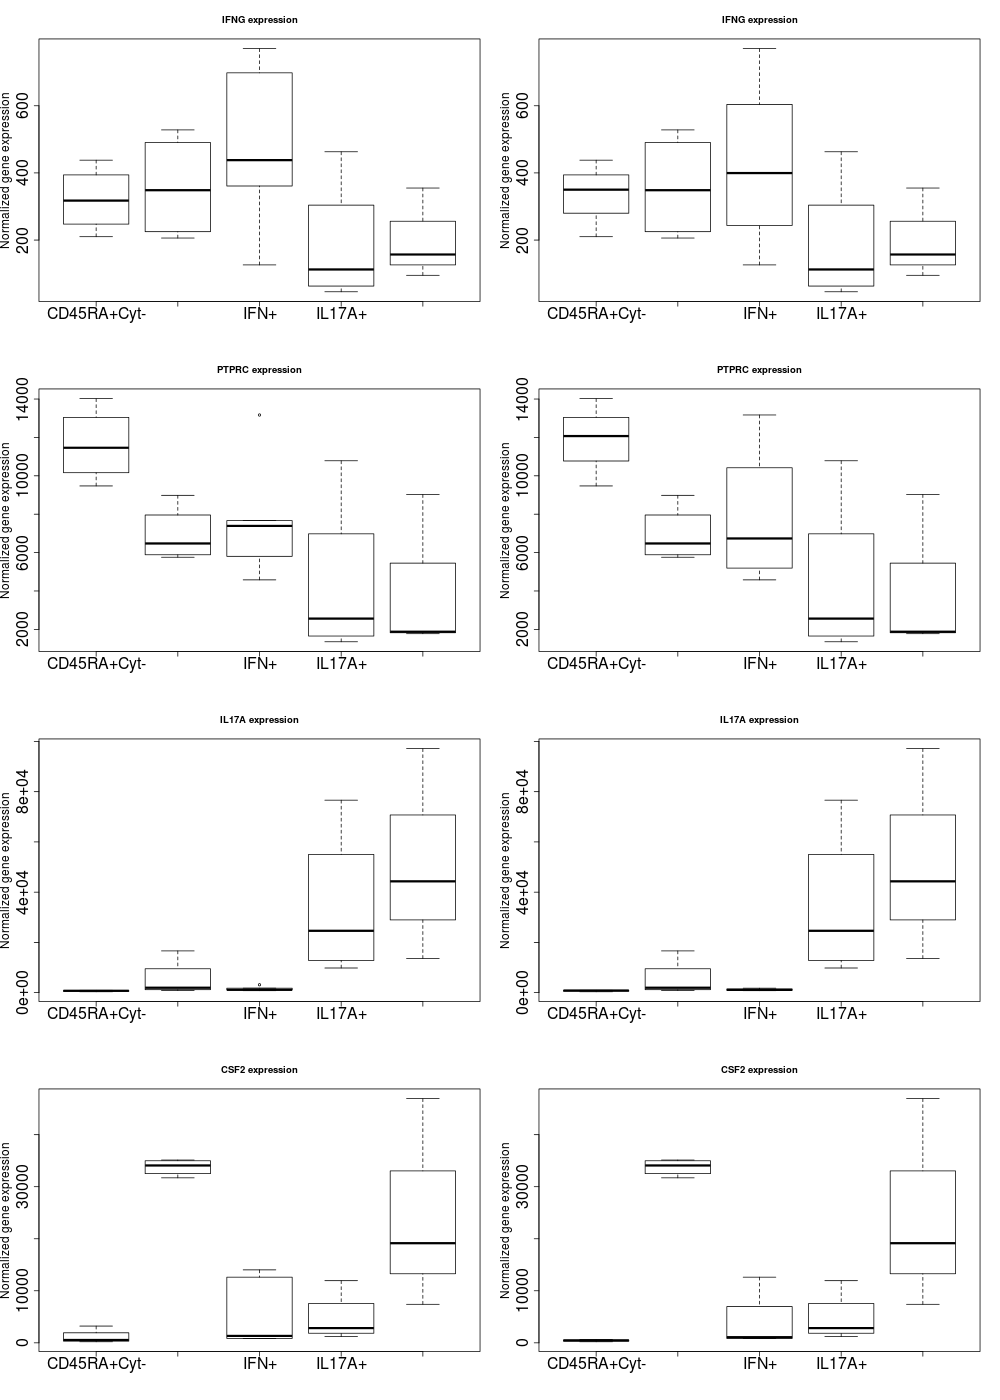 IFNG expression
Normalized gene expression
200
400
600
CD45RA+Cyt-
IFN+
IL17A+
IFNG expression
Normalized gene expression
200
400
600
CD45RA+Cyt-
IFN+
IL17A+
PTPRC expression
Normalized gene expression
2000
6000
10000
14000
CD45RA+Cyt-
IFN+
IL17A+
PTPRC expression
Normalized gene expression
2000
6000
10000
14000
CD45RA+Cyt-
IFN+
IL17A+
IL17A expression
Normalized gene expression
0e+00
4e+04
8e+04
CD45RA+Cyt-
IFN+
IL17A+
IL17A expression
Normalized gene expression
0e+00
4e+04
8e+04
CD45RA+Cyt-
IFN+
IL17A+
CSF2 expression
Normalized gene expression
0
10000
30000
CD45RA+Cyt-
IFN+
IL17A+
CSF2 expression
Normalized gene expression
0
10000
30000
CD45RA+Cyt-
IFN+
IL17A+